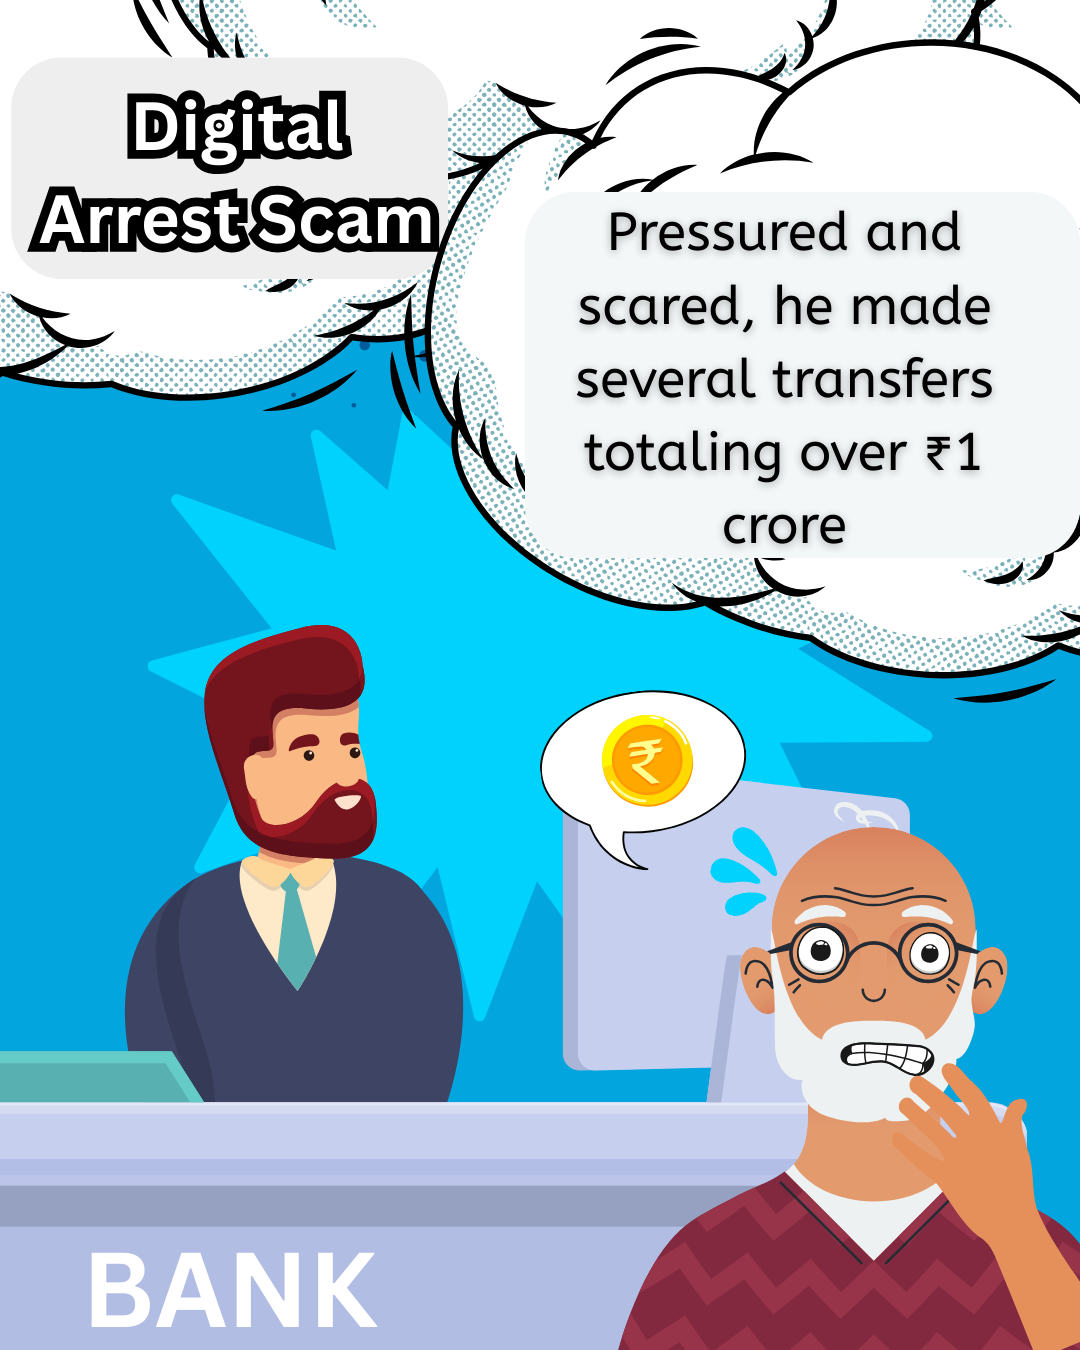 Digital
Arrest Scam
Pressured and
scared, he made
several transfers
totaling over ₹1
crore
₹
BANK